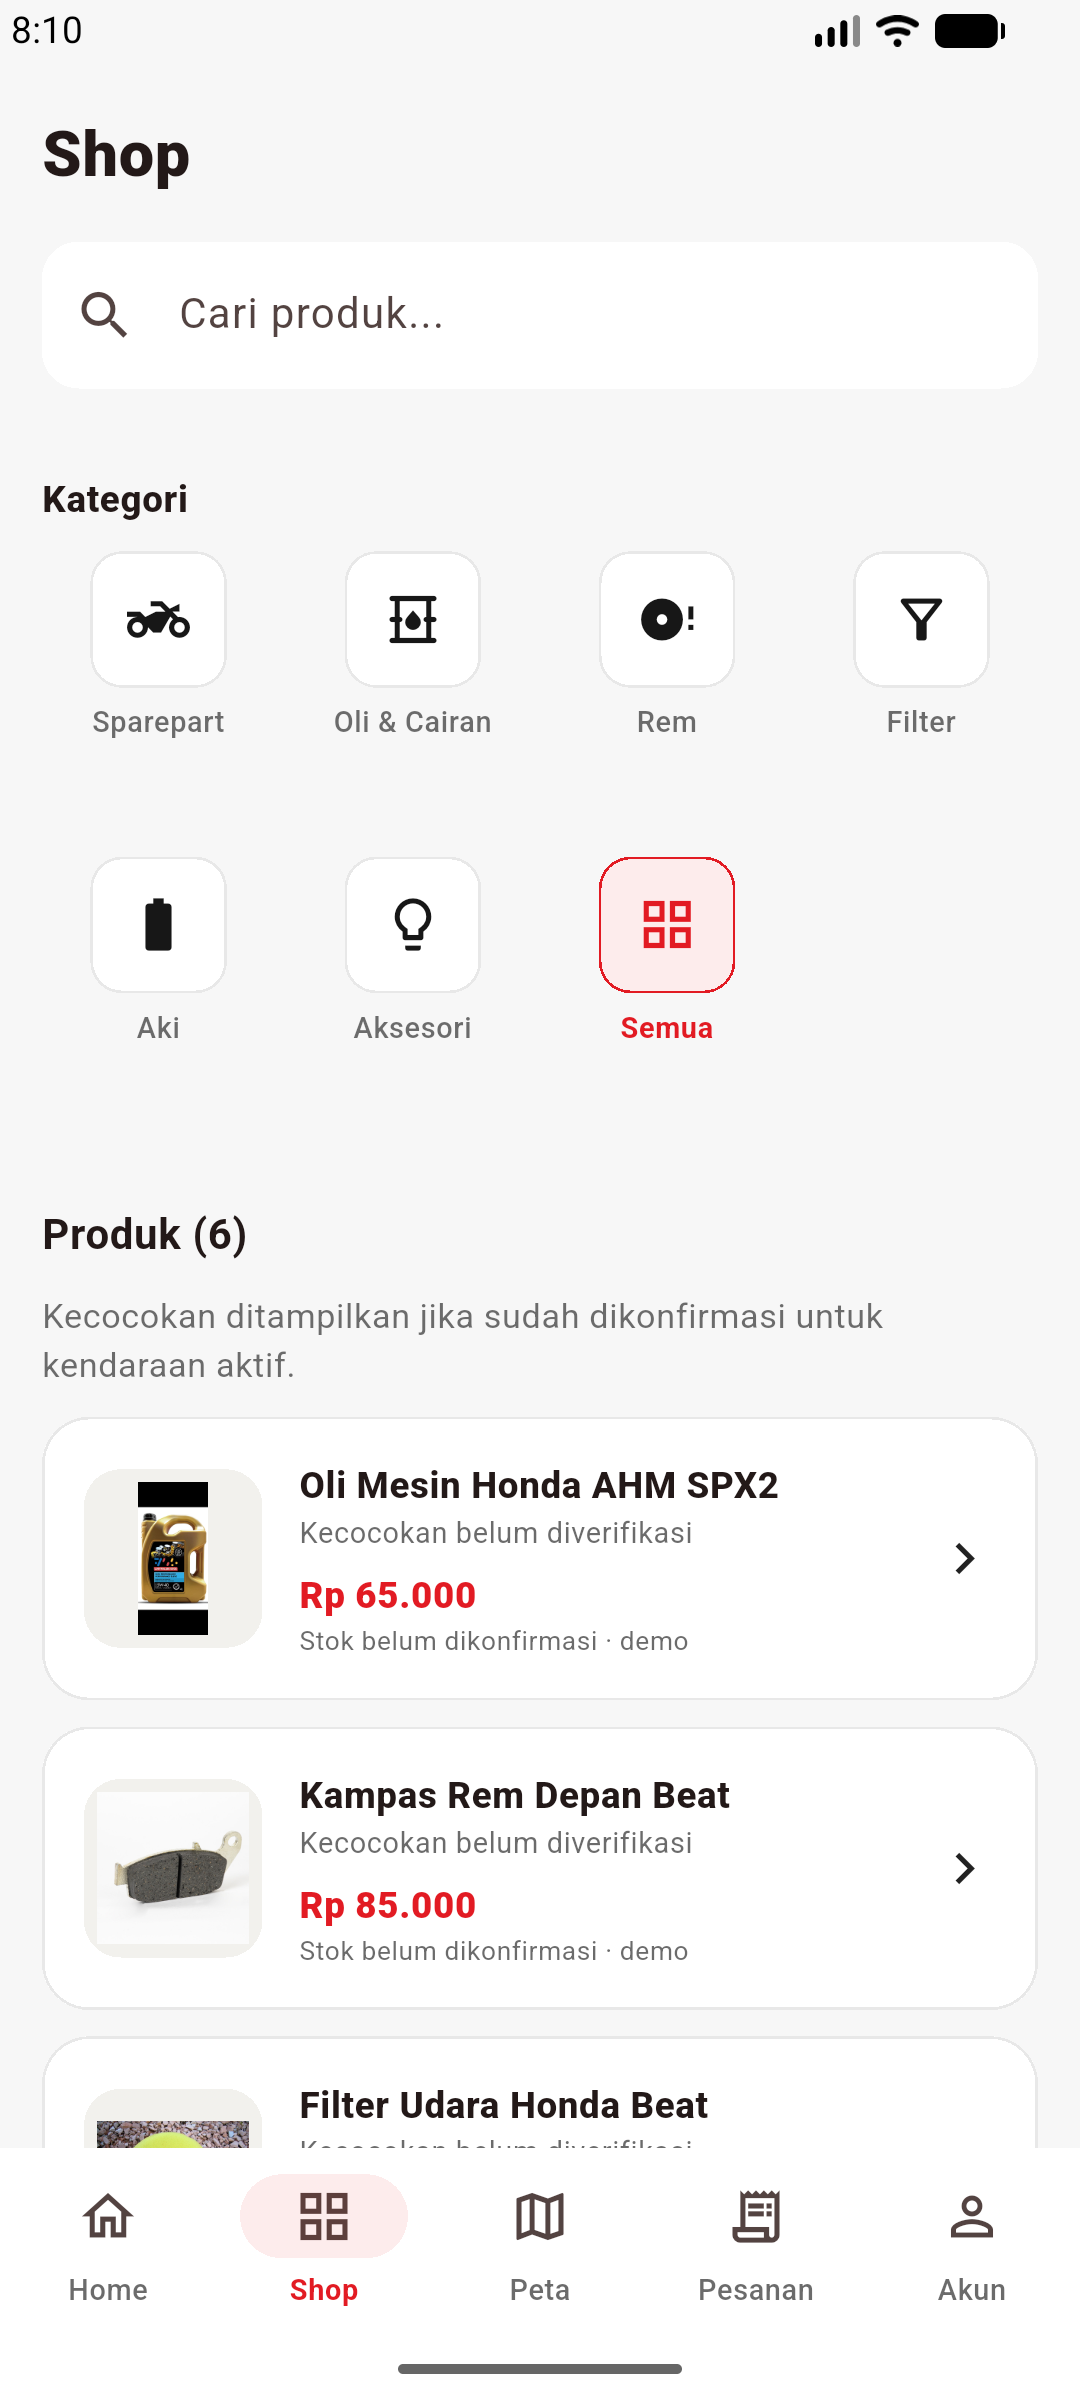 8:10
Shop
Cari produk...
Kategori
Sparepart
Oli & Cairan
Rem
Filter
Aki
Aksesori
Semua
Produk (6)
Kecocokan ditampilkan jika sudah dikonfirmasi untuk
kendaraan aktif.
Oli Mesin Honda AHM SPX2
Kecocokan belum diverifikasi
Rp 65.000
Stok belum dikonfirmasi · demo
Kampas Rem Depan Beat
Kecocokan belum diverifikasi
Rp 85.000
Stok belum dikonfirmasi · demo
Filter Udara Honda Beat
Kecocokan belum diverifikasi
Home
Shop
Peta
Pesanan
Akun